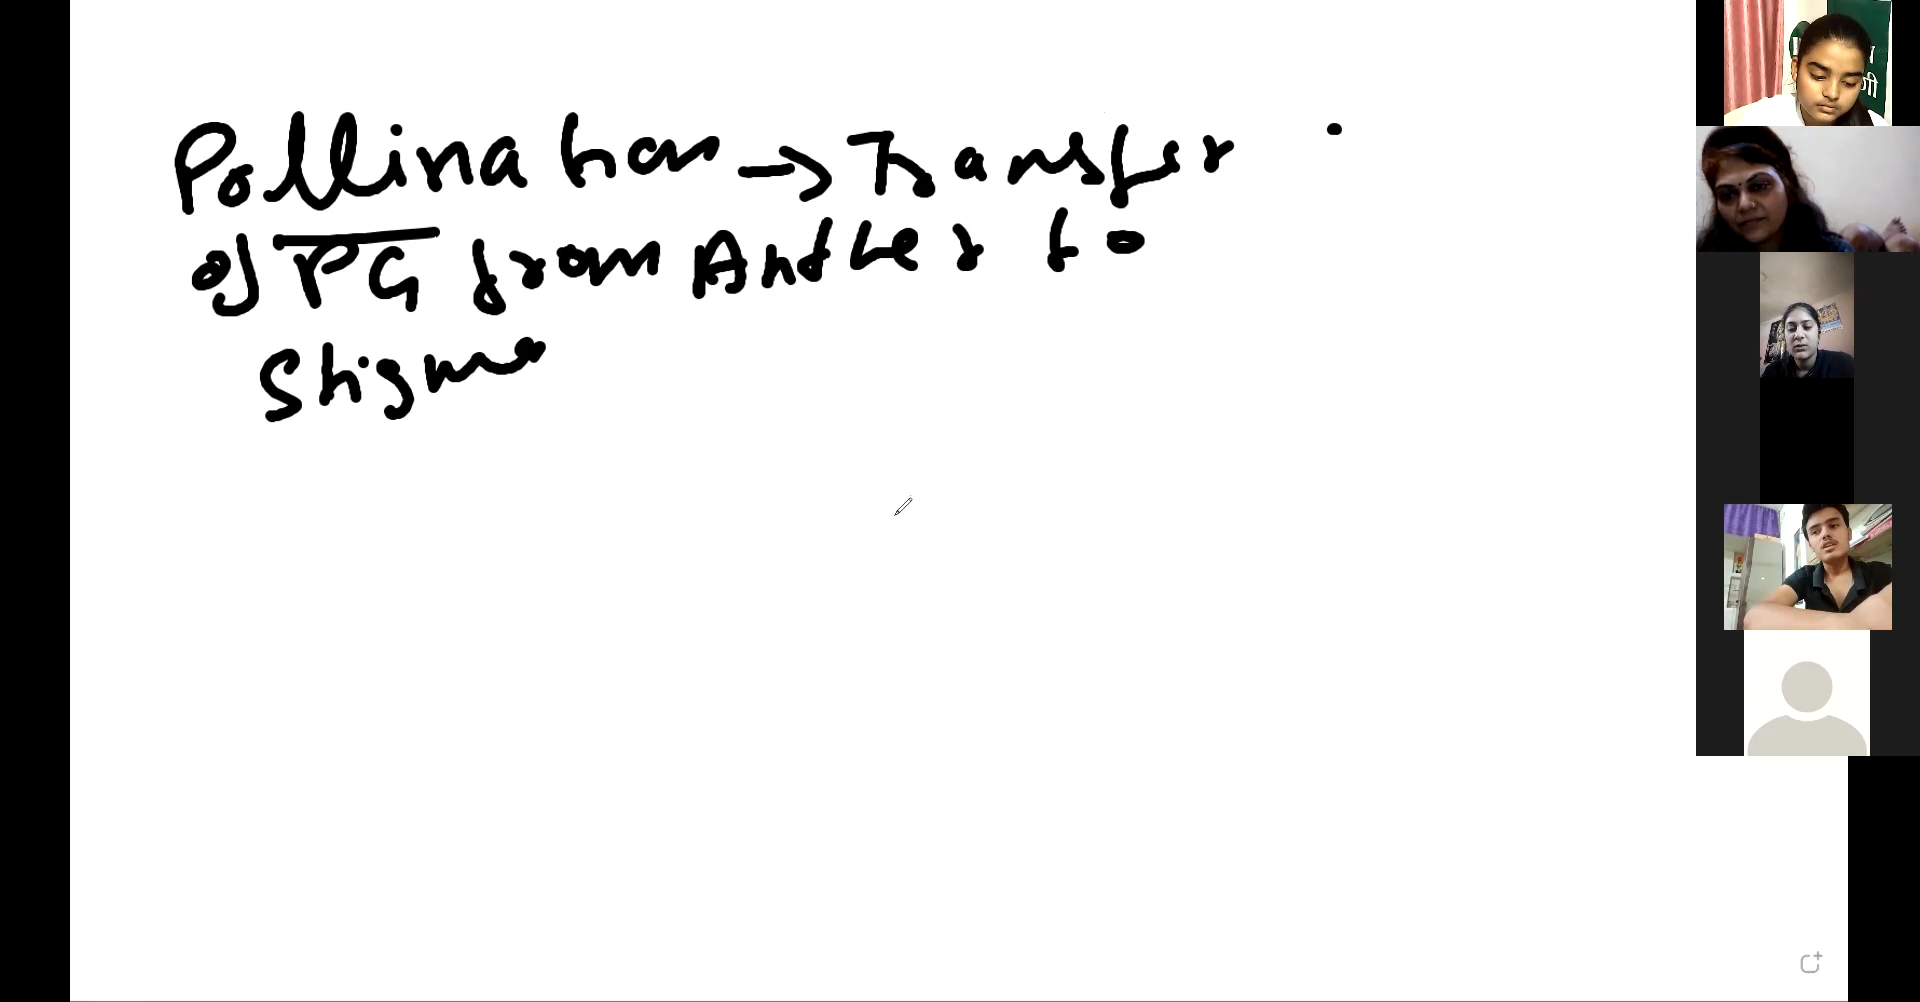 Pollination → Transfer
of PG from Anther to
Stigma